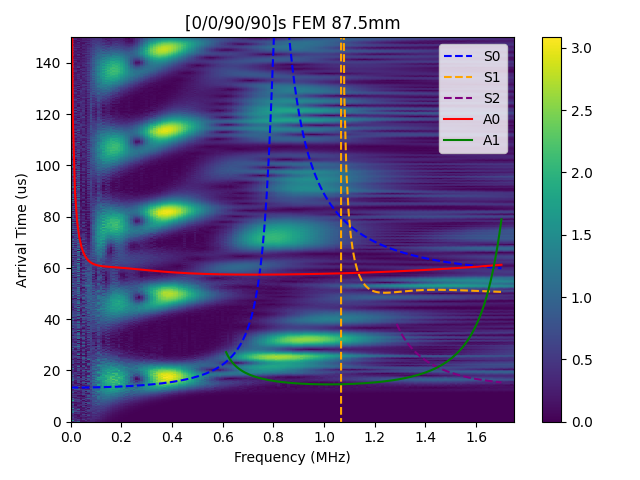 [0/0/90/90]s FEM 87.5mm
Arrival Time (us)
140
120
100
80
60
40
20
0
0.0 0.2 0.4 0.6 0.8 1.0 1.2 1.4 1.6
Frequency (MHz)
S0
S1
S2
A0
A1
3.0
2.5
2.0
1.5
1.0
0.5
0.0